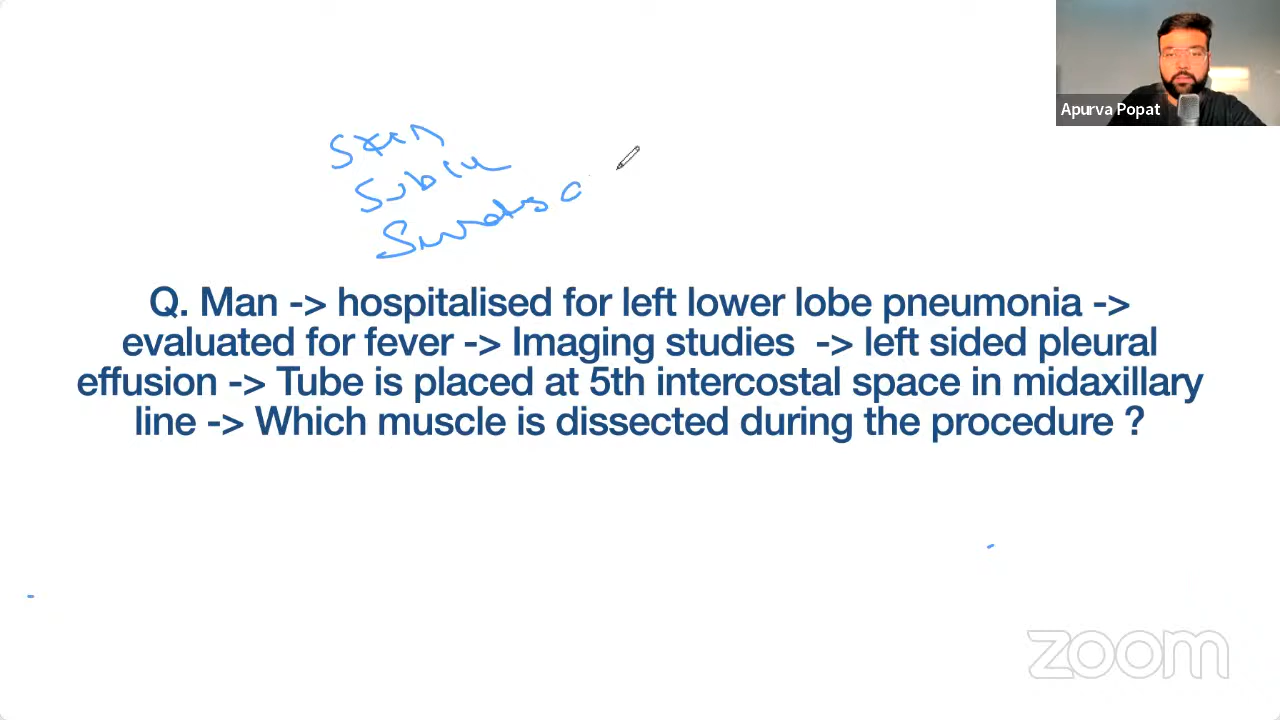 Apurva Popat
Skin
Q. Man -> hospitalised for left lower lobe pneumonia ->
evaluated for fever -> Imaging studies -> left sided pleural
effusion -> Tube is placed at 5th intercostal space in midaxillary
line -> Which muscle is dissected during the procedure ?
zoom